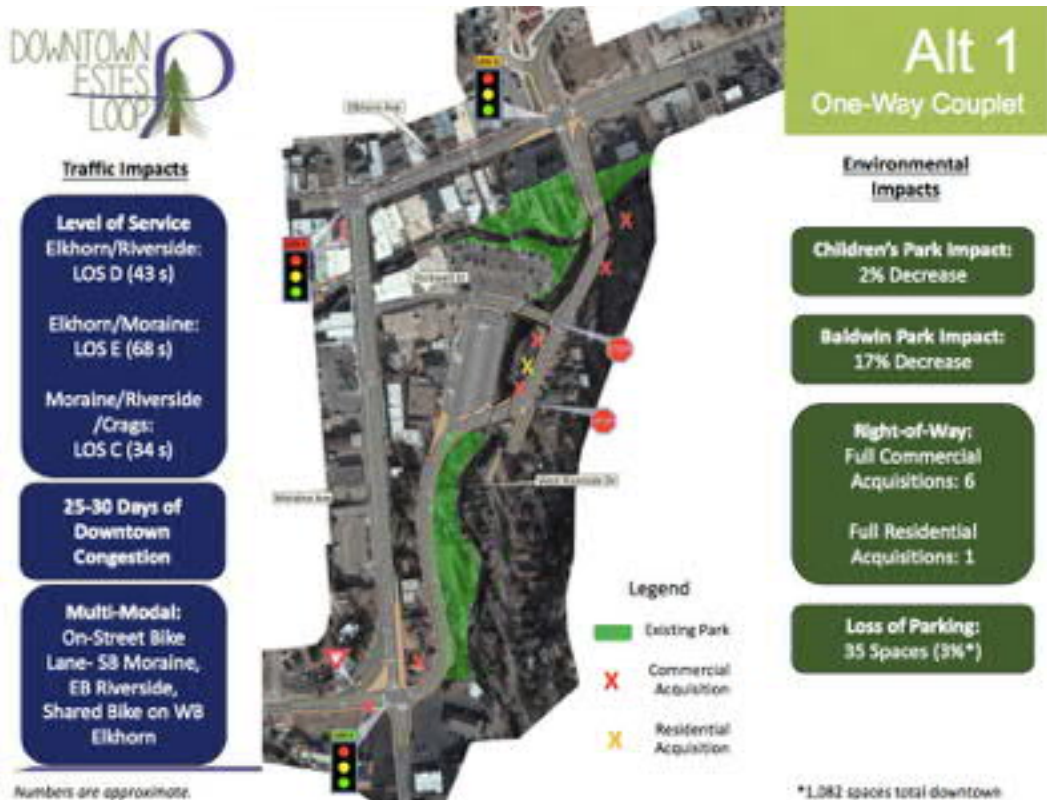 DOWNTOWN
ESTES
LOOP
Alt 1
One-Way Couplet
Traffic Impacts
Level of Service
Elkhorn/Riverside:
LOS D (43 s)
Elkhorn/Moraine:
LOS E (68 s)
Moraine/Riverside
/Crags:
LOS C (34 s)
25-30 Days of
Downtown
Congestion
Multi-Modal:
On-Street Bike
Lane- SB Moraine,
EB Riverside,
Shared Bike on WB
Elkhorn
Numbers are approximate.
Elkhorn Ave
Rockwell St
Moraine Ave
West Riverside Dr
Legend
Existing Park
X Commercial
Acquisition
X Residential
Acquisition
Environmental
Impacts
Children's Park Impact:
2% Decrease
Baldwin Park Impact:
17% Decrease
Right-of-Way:
Full Commercial
Acquisitions: 6
Full Residential
Acquisitions: 1
Loss of Parking:
35 Spaces (3%*)
*1,082 spaces total downtown